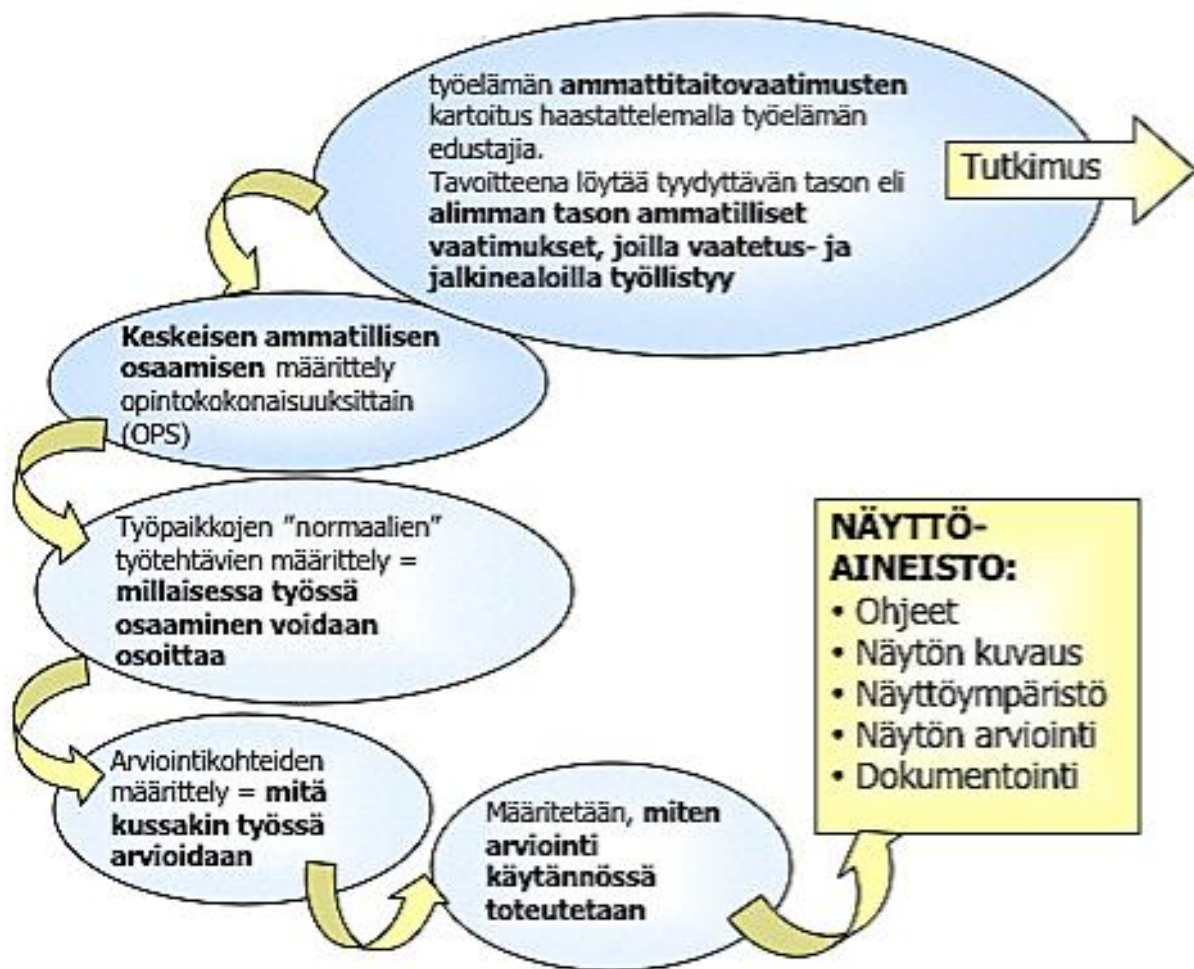 työelämän ammattitaitovaatimusten
kartoitus haastattelemalla työelämän
edustajia.
Tavoitteena löytää tyydyttävän tason eli
alimman tason ammatilliset
vaatimukset, joilla vaatetus- ja
jalkinealoilla työllistyy
Tutkimus
Keskeisen ammatillisen
osaamisen määrittely
opintokokonaisuuksittain
(OPS)
Työpaikkojen ”normaalien”
työtehtävien määrittely =
millaisessa työssä
osaaminen voidaan
osoittaa
Arviointikohteiden
määrittely = mitä
kussakin työssä
arvioidaan
Määritetään, miten
arviointi
käytännössä
toteutetaan
NÄYTTÖ-
AINEISTO:
• Ohjeet
• Näytön kuvaus
• Näyttöympäristö
• Näytön arviointi
• Dokumentointi